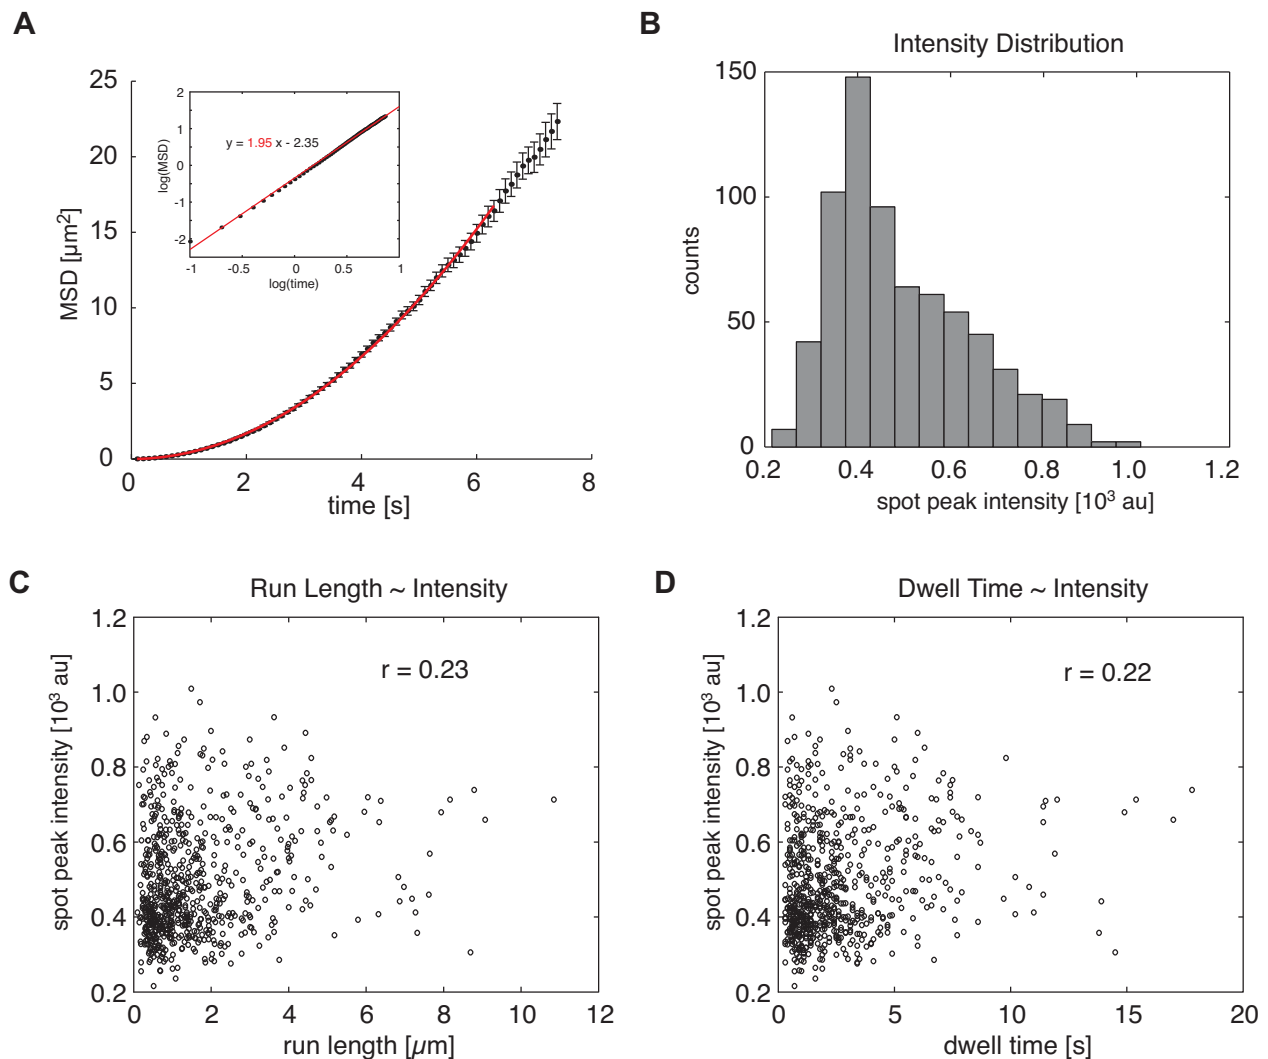 A
25
20
15
10
5
0
MSD [µm²]
0 2 4 6 8
time [s]
2
1
0
-1
-2
log(MSD)
y = 1.95 x - 2.35
-1 -0.5 0 0.5 1
log(time)
B
Intensity Distribution
150
100
50
0
counts
0.2 0.4 0.6 0.8 1.0 1.2
spot peak intensity [10³ au]
C
Run Length ~ Intensity
1.2
1.0
0.8
0.6
0.4
0.2
spot peak intensity [10³ au]
r = 0.23
0 2 4 6 8 10 12
run length [µm]
D
Dwell Time ~ Intensity
1.2
1.0
0.8
0.6
0.4
0.2
spot peak intensity [10³ au]
r = 0.22
0 5 10 15 20
dwell time [s]